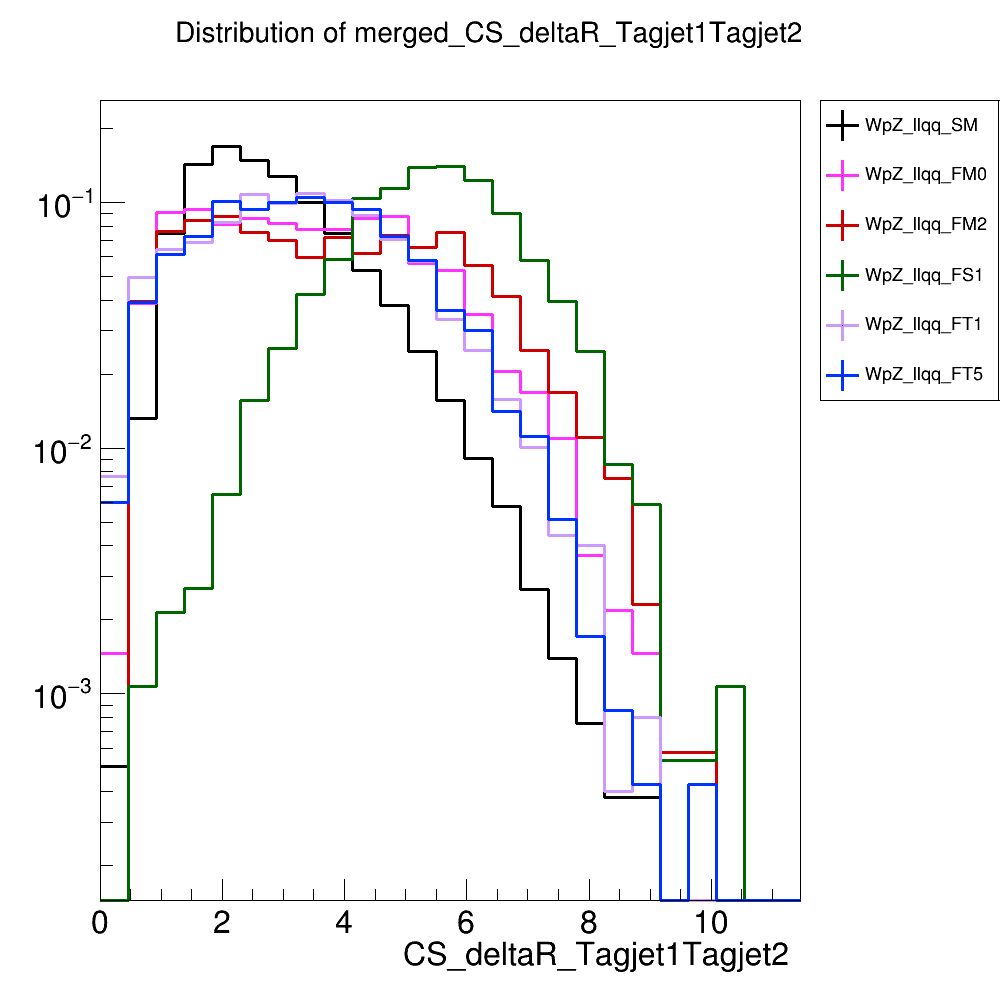 Distribution of merged_CS_deltaR_Tagjet1Tagjet2
WpZ_llqq_SM
WpZ_llqq_FM0
WpZ_llqq_FM2
WpZ_llqq_FS1
WpZ_llqq_FT1
WpZ_llqq_FT5
10⁻¹
10⁻²
10⁻³
0 2 4 6 8 10
CS_deltaR_Tagjet1Tagjet2